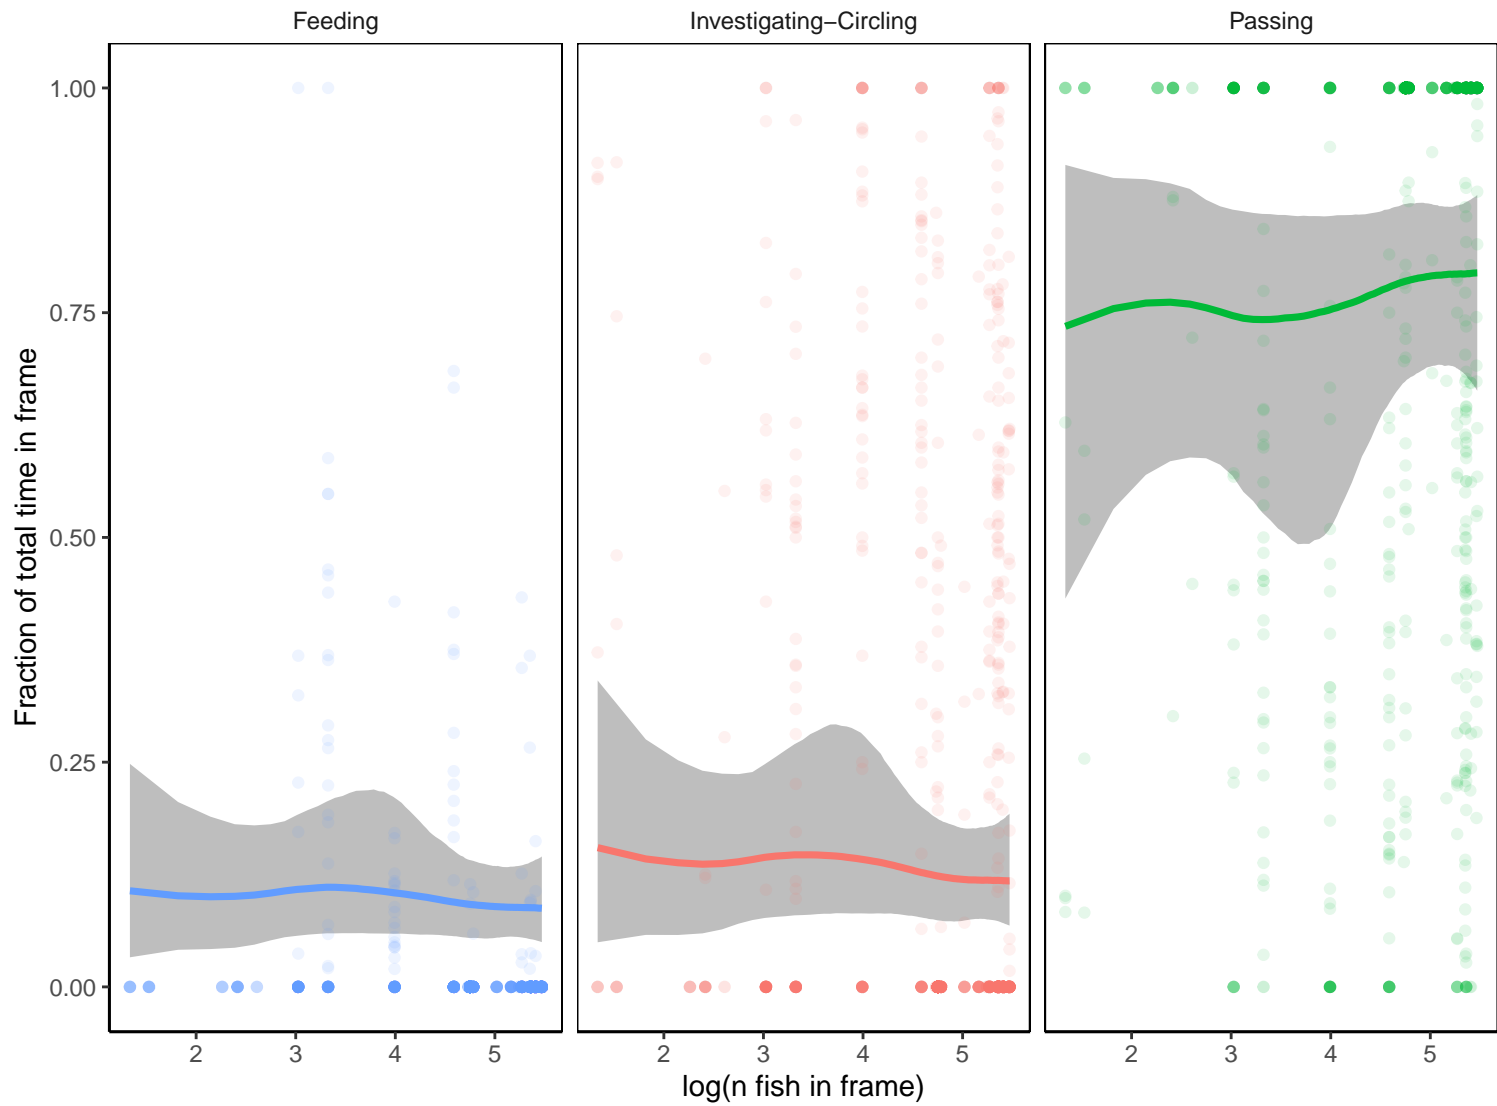 Feeding
Investigating−Circling
Passing
Fraction of total time in frame
1.00
0.75
0.50
0.25
0.00
2 3 4 5
2 3 4 5
2 3 4 5
log(n fish in frame)